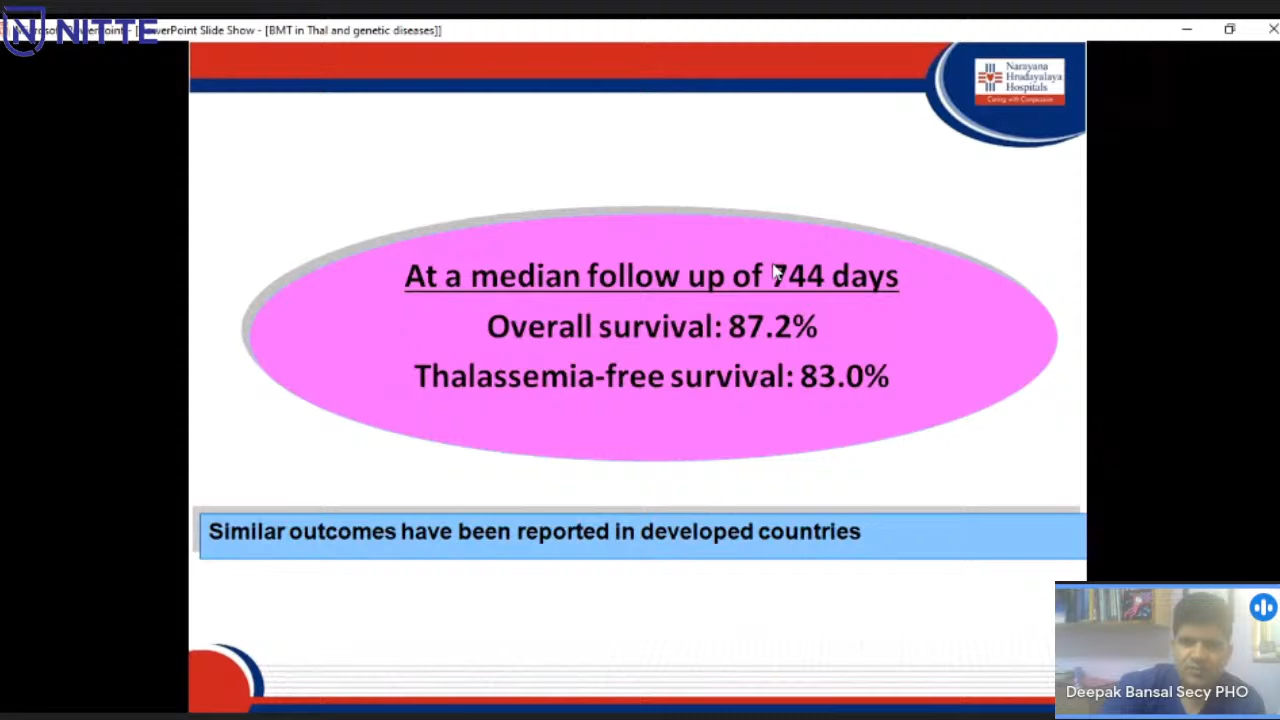 NITTE
PowerPoint Slide Show - [BMT in Thal and genetic diseases]]
Narayana
Hrudayalaya
Hospitals
Caring with Compassion
At a median follow up of 744 days
Overall survival: 87.2%
Thalassemia-free survival: 83.0%
Similar outcomes have been reported in developed countries
Deepak Bansal Secy PHO